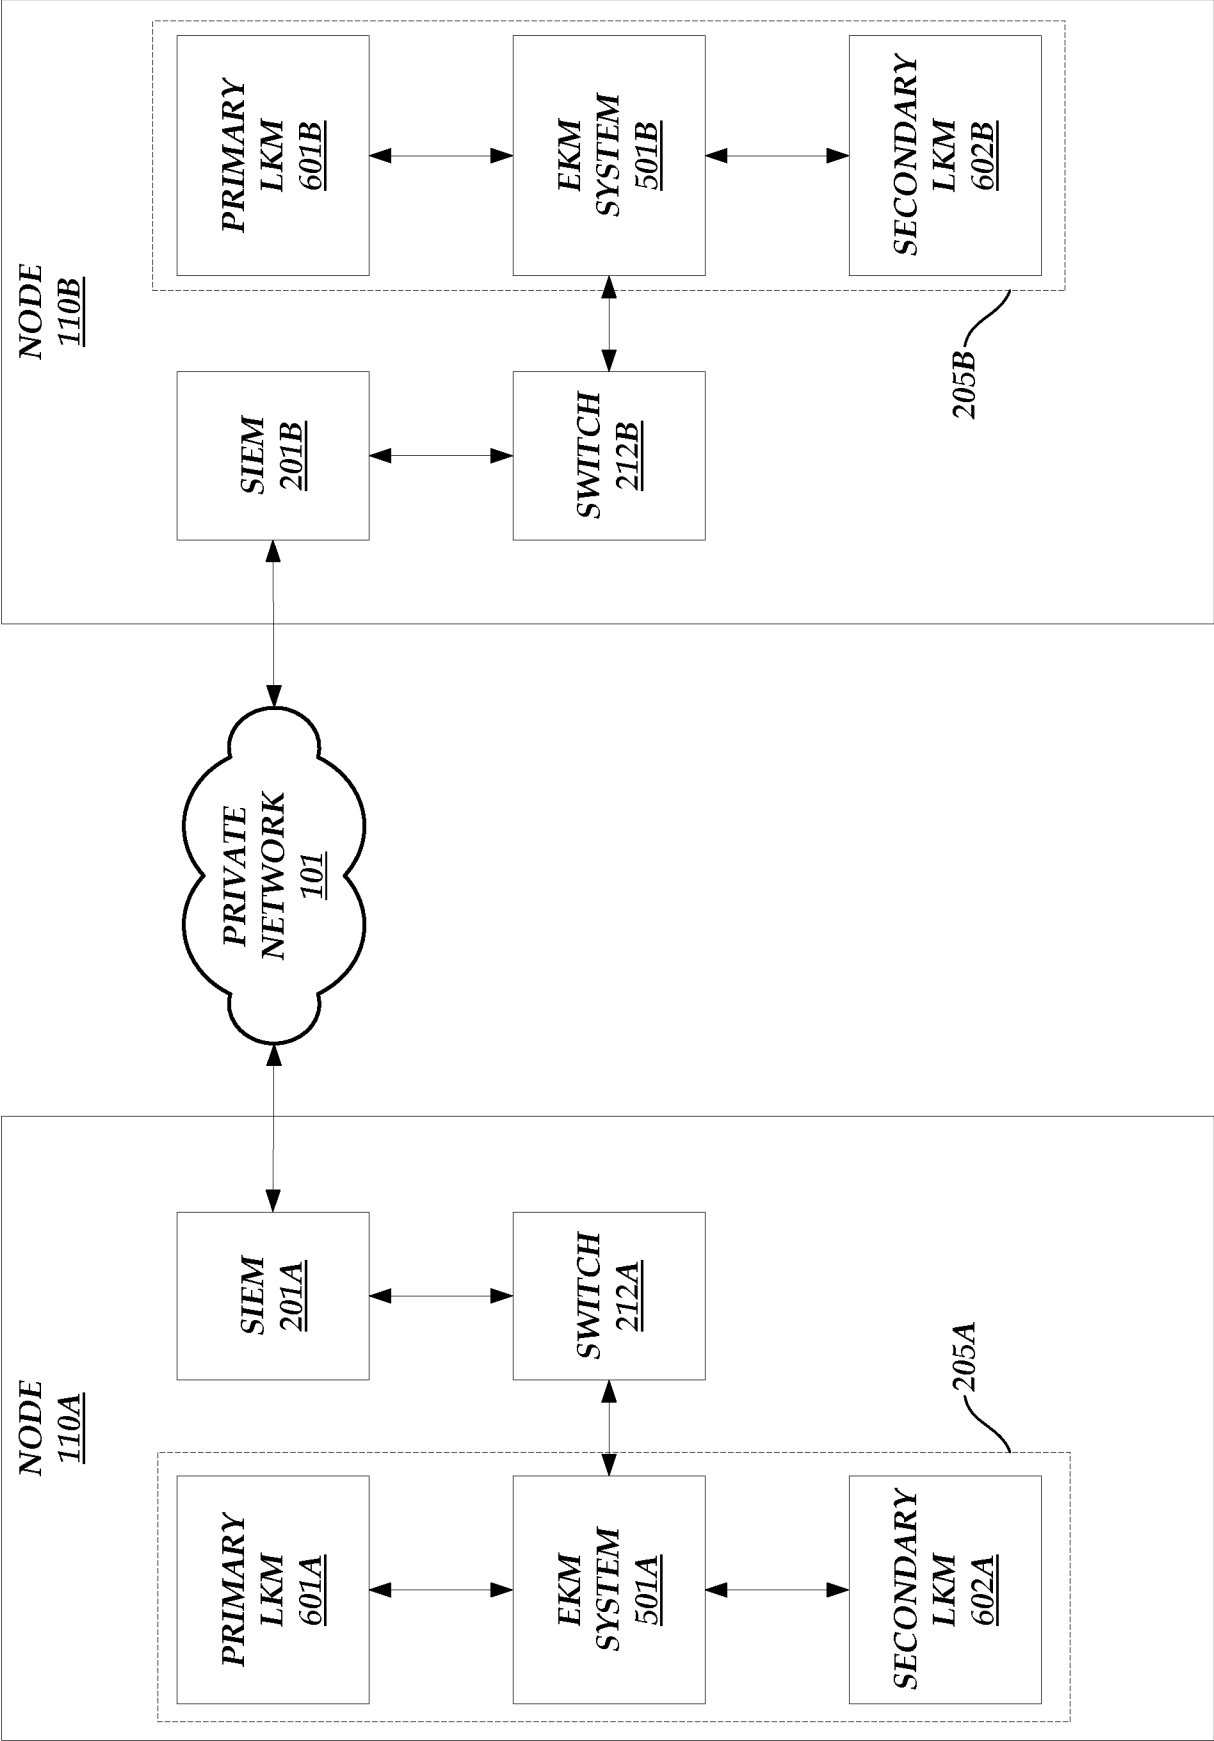 NODE
110A
PRIMARY
LKM
601A
EKM
SYSTEM
501A
SECONDARY
LKM
602A
SIEM
201A
SWITCH
212A
205A
PRIVATE
NETWORK
101
NODE
110B
SIEM
201B
SWITCH
212B
PRIMARY
LKM
601B
EKM
SYSTEM
501B
SECONDARY
LKM
602B
205B